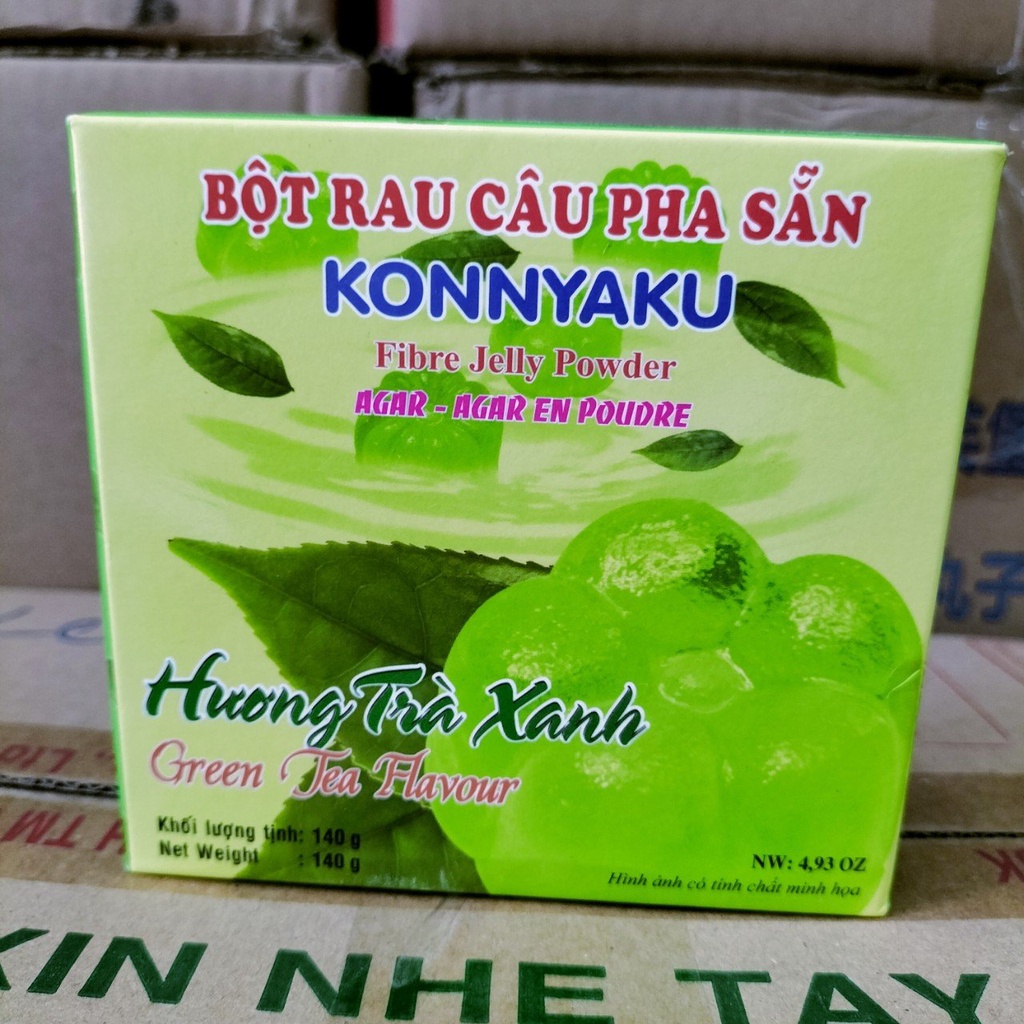 BỘT RAU CÂU PHA SẴN
KONNYAKU
Fibre Jelly Powder
AGAR - AGAR EN POUDRE
Hương Trà Xanh
Green Tea Flavour
Khối lượng tịnh: 140 g
Net Weight : 140 g
NW: 4,93 OZ
Hình ảnh có tính chất minh họa
XIN NHE TAY